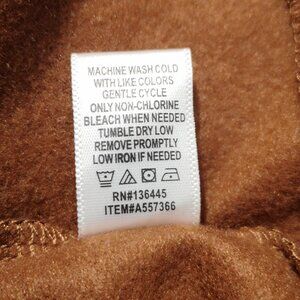 MACHINE WASH COLD
WITH LIKE COLORS
GENTLE CYCLE
ONLY NON-CHLORINE
BLEACH WHEN NEEDED
TUMBLE DRY LOW
REMOVE PROMPTLY
LOW IRON IF NEEDED
RN#136445
ITEM#A557366